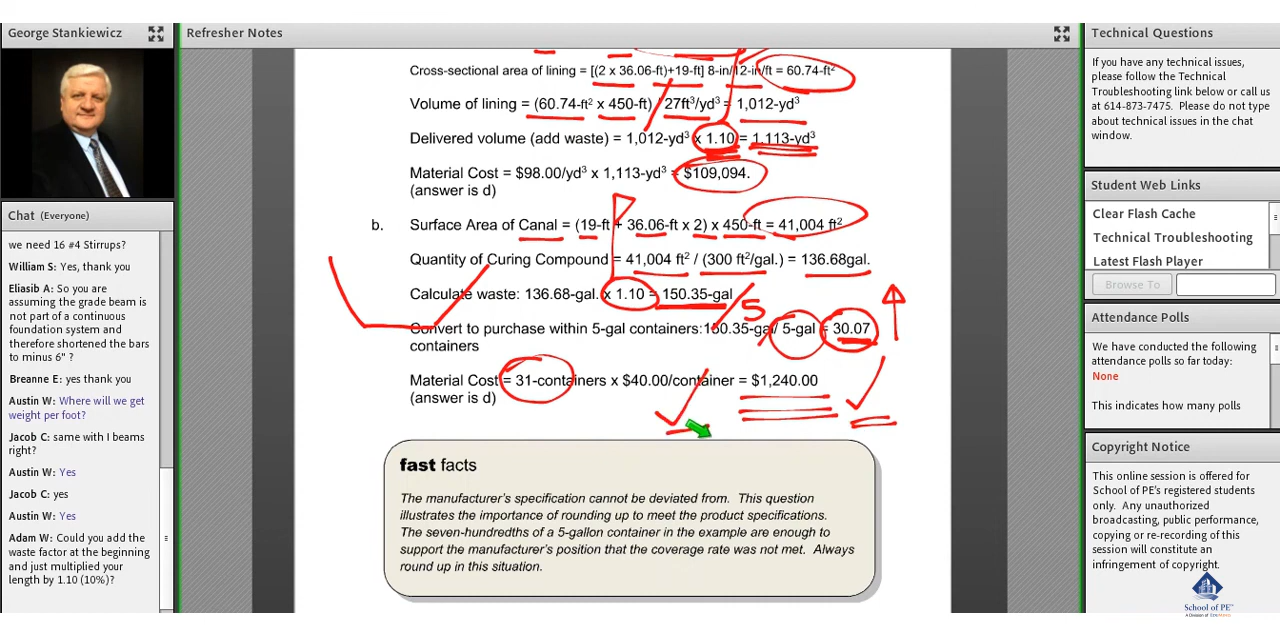 George Stankiewicz
Chat (Everyone)
we need 16 #4 Stirrups?
William S: Yes, thank you
Eliasib A: So you are
assuming the grade beam is
not part of a continuous
foundation system and
therefore shortened the bars
to minus 6" ?
Breanne E: yes thank you
Austin W: Where will we get
weight per foot?
Jacob C: same with I beams
right?
Austin W: Yes
Jacob C: yes
Austin W: Yes
Adam W: Could you add the
waste factor at the beginning
and just multiplied your
length by 1.10 (10%)?
Refresher Notes
Cross-sectional area of lining = [(2 x 36.06-ft)+19-ft] 8-in/12-in/ft = 60.74-ft²
Volume of lining = (60.74-ft² x 450-ft) / 27ft³/yd³ = 1,012-yd³
Delivered volume (add waste) = 1,012-yd³ x 1.10 = 1,113-yd³
Material Cost = $98.00/yd³ x 1,113-yd³ = $109,094.
(answer is d)
b. Surface Area of Canal = (19-ft + 36.06-ft x 2) x 450-ft = 41,004 ft²
Quantity of Curing Compound = 41,004 ft² / (300 ft²/gal.) = 136.68gal.
Calculate waste: 136.68-gal. x 1.10 = 150.35-gal
/5
Convert to purchase within 5-gal containers:150.35-gal/ 5-gal = 30.07
containers
Material Cost = 31-containers x $40.00/container = $1,240.00
(answer is d)
fast facts
The manufacturer's specification cannot be deviated from. This question
illustrates the importance of rounding up to meet the product specifications.
The seven-hundredths of a 5-gallon container in the example are enough to
support the manufacturer's position that the coverage rate was not met. Always
round up in this situation.
Technical Questions
If you have any technical issues,
please follow the Technical
Troubleshooting link below or call us
at 614-873-7475. Please do not type
about technical issues in the chat
window.
Student Web Links
Clear Flash Cache
Technical Troubleshooting
Latest Flash Player
Browse To
Attendance Polls
We have conducted the following
attendance polls so far today:
None
This indicates how many polls
Copyright Notice
This online session is offered for
School of PE's registered students
only. Any unauthorized
broadcasting, public performance,
copying or re-recording of this
session will constitute an
infringement of copyright.
School of PE™